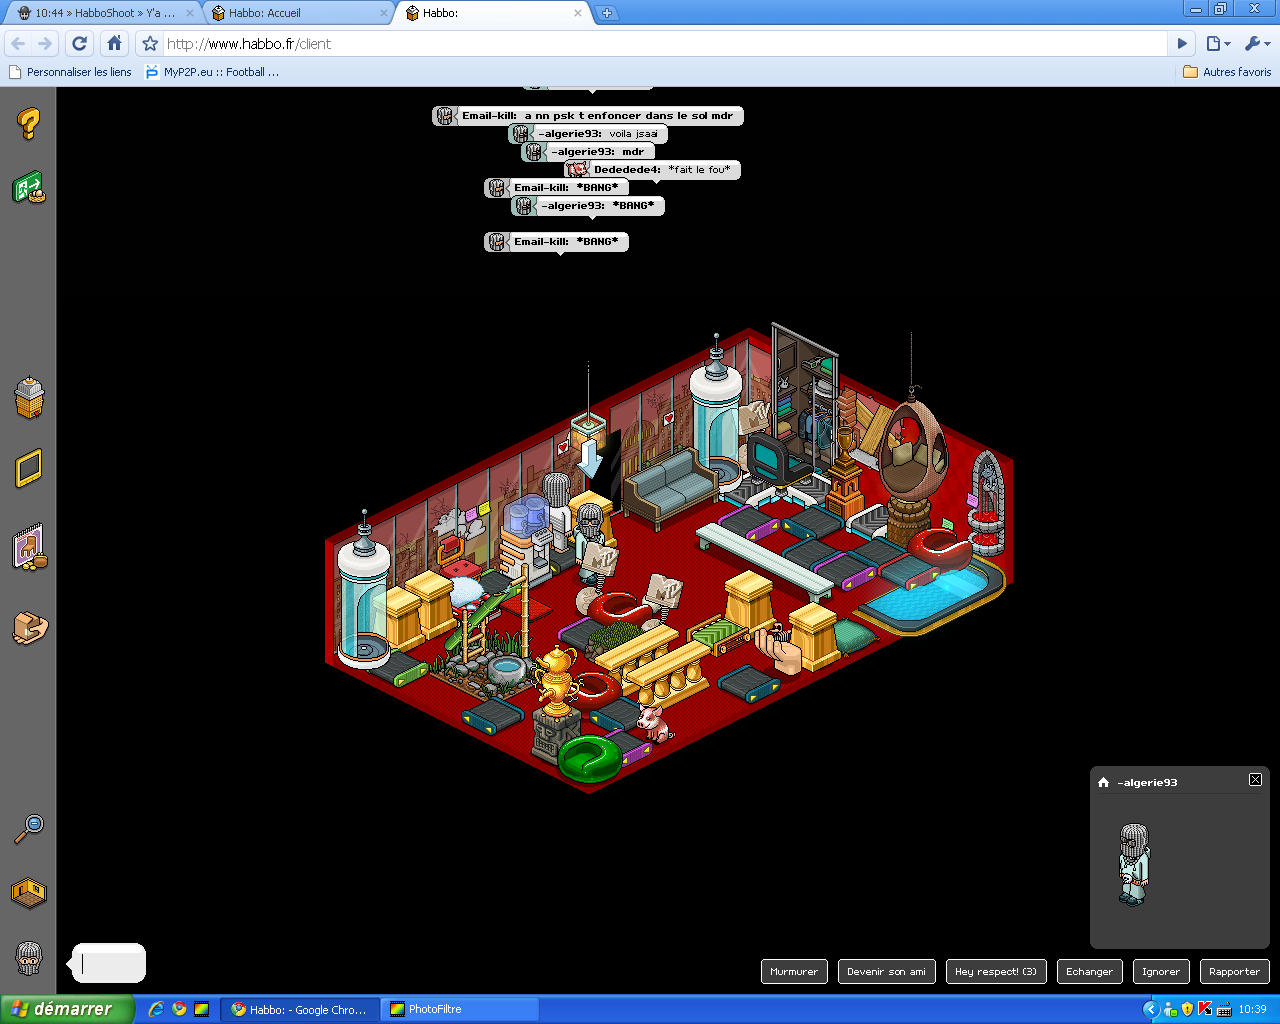 10:44 » HabboShoot » Y'a ...
Habbo: Accueil
Habbo:
http://www.habbo.fr/client
Personnaliser les liens
MyP2P.eu :: Football ...
Autres favoris
Email-kill: a nn psk t enfoncer dans le sol mdr
-algerie93: voila jsaai
-algerie93: mdr
Dededede4: *fait le fou*
Email-kill: *BANG*
-algerie93: *BANG*
Email-kill: *BANG*
MTV
MTV
MTV
-algerie93
Murmurer
Devenir son ami
Hey respect! (3)
Echanger
Ignorer
Rapporter
démarrer
Habbo: - Google Chro...
PhotoFiltre
10:39